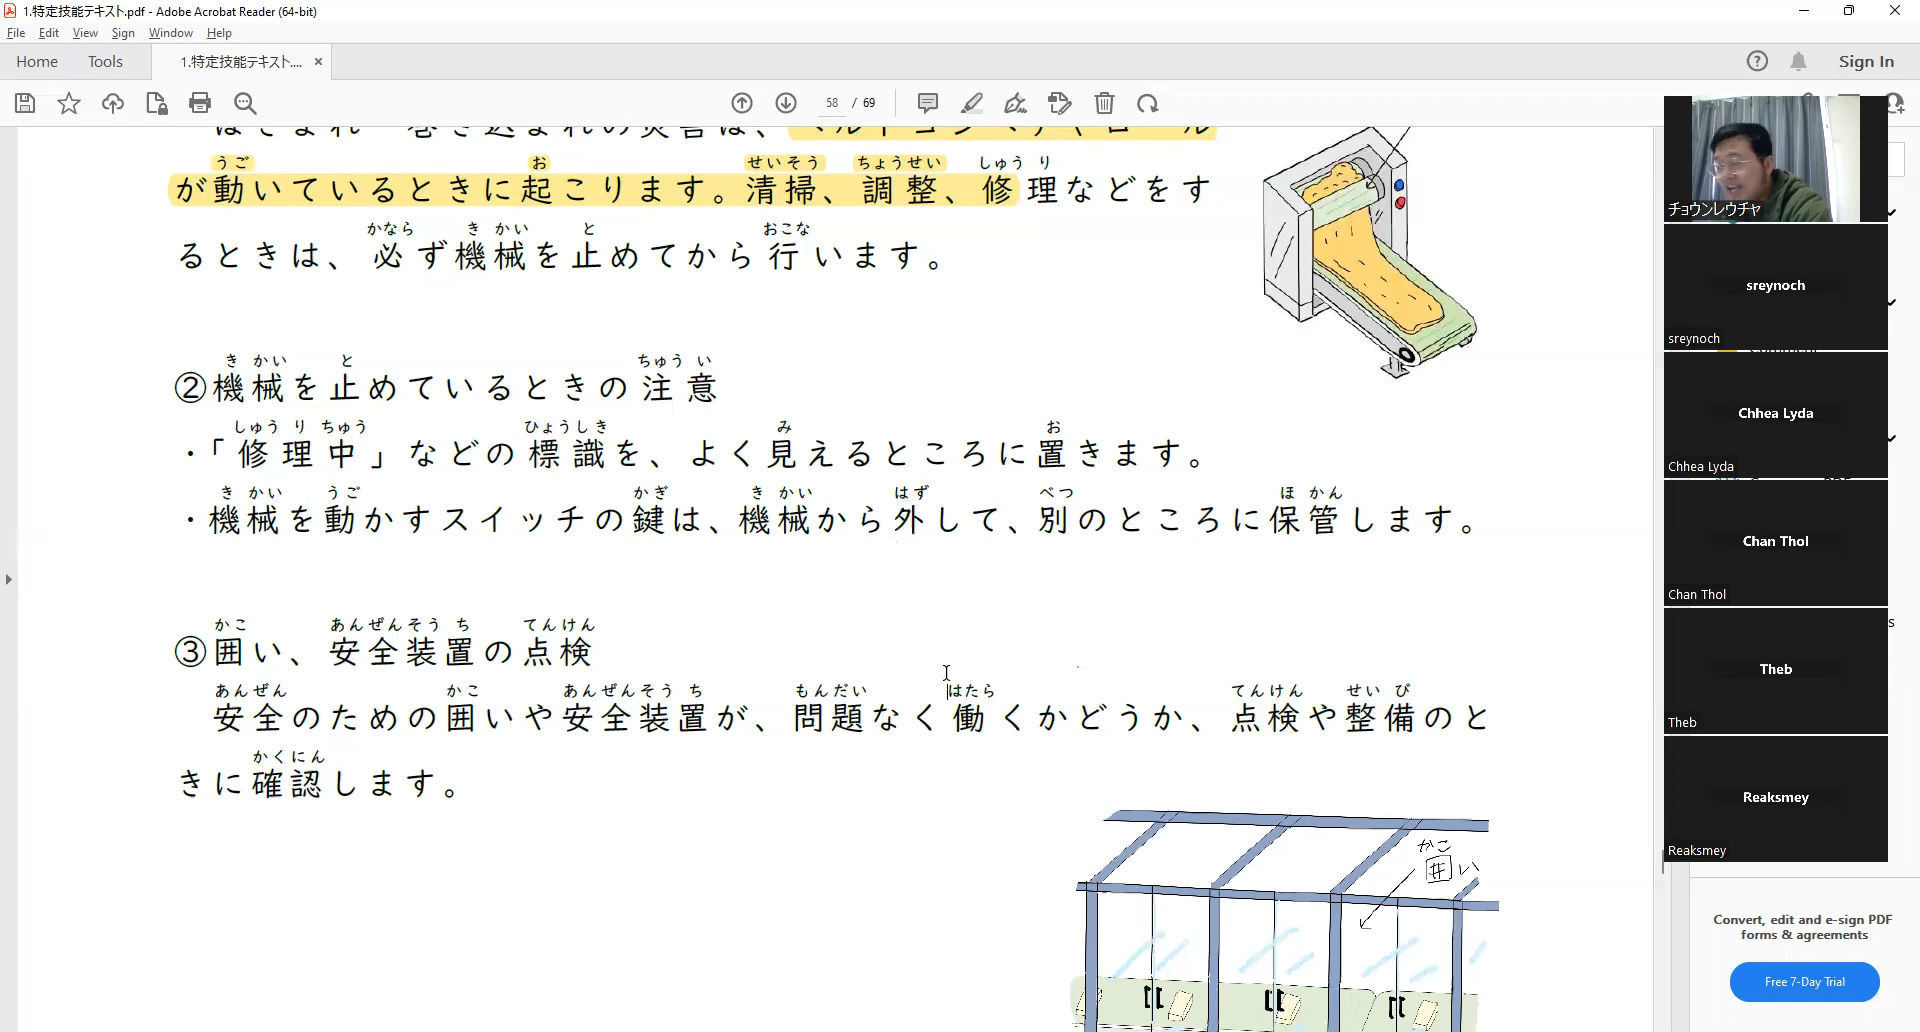 1.特定技能テキスト.pdf - Adobe Acrobat Reader (64-bit)
File Edit View Sign Window Help
Home Tools 1.特定技能テキスト.... ×
? Sign In
58 / 69
が動いているときに起こります。清掃、調整、修理などをす
うご お せいそう ちょうせい しゅう り
るときは、必ず機械を止めてから行います。
かなら き かい と おこな
②機械を止めているときの注意
き かい と ちゅう い
・「修理中」などの標識を、よく見えるところに置きます。
しゅう り ちゅう ひょうしき み お
・機械を動かすスイッチの鍵は、機械から外して、別のところに保管します。
き かい うご かぎ き かい はず べつ ほ かん
③囲い、安全装置の点検
かこ あんぜんそう ち てんけん
安全のための囲いや安全装置が、問題なく働くかどうか、点検や整備のと
あんぜん かこ あんぜんそう ち もんだい はたら てんけん せい び
きに確認します。
かくにん
かこ
囲い
チョウンレウチャ
sreynoch
sreynoch
Chhea Lyda
Chhea Lyda
Chan Thol
Chan Thol
Theb
Theb
Reaksmey
Reaksmey
Convert, edit and e-sign PDF
forms & agreements
Free 7-Day Trial